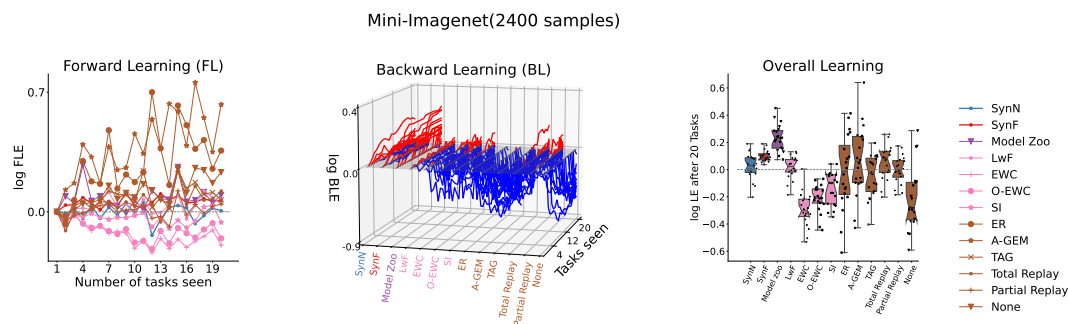 Mini-Imagenet(2400 samples)
Forward Learning (FL)
0.7
0.0
log FLE
1 4 7 10 13 16 19
Number of tasks seen
Backward Learning (BL)
0.4
0.0
-0.9
log BLE
SynN
SynF
Model Zoo
LwF
EWC
O-EWC
SI
ER
A-GEM
TAG
Total Replay
Partial Replay
None
4
12
20
Tasks seen
Overall Learning
0.6
0.4
0.2
0.0
−0.2
−0.4
−0.6
log LE after 20 Tasks
SynN
SynF
Model zoo
LwF
EWC
O-EWC
SI
ER
A-GEM
TAG
Total Replay
Partial Replay
None
SynN
SynF
Model Zoo
LwF
EWC
O-EWC
SI
ER
A-GEM
TAG
Total Replay
Partial Replay
None